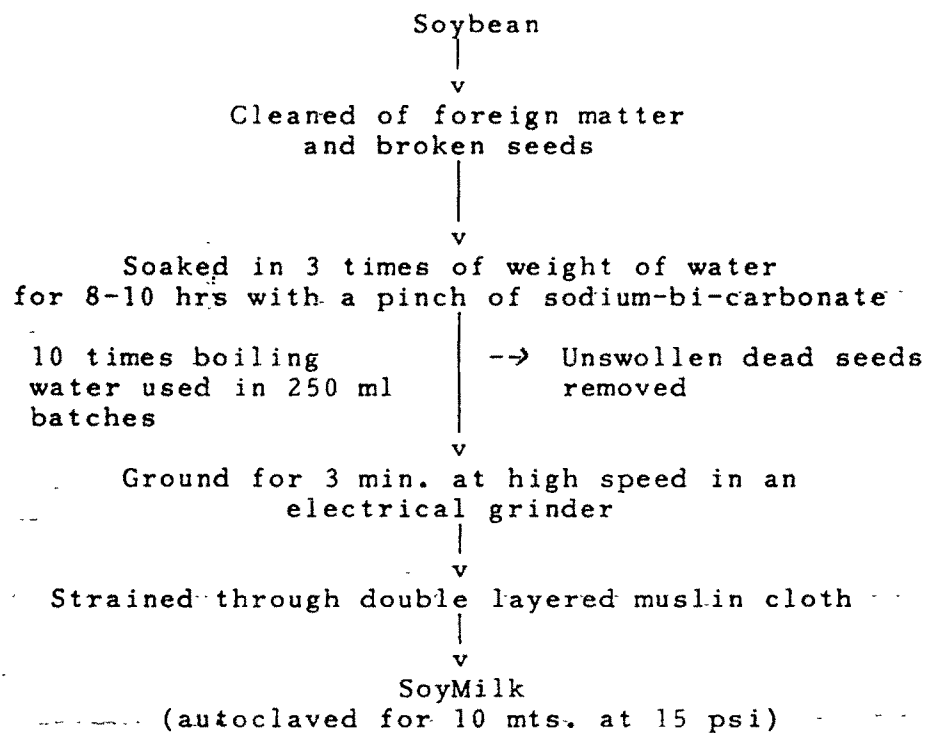 Soybean
v
Cleaned of foreign matter
and broken seeds
v
Soaked in 3 times of weight of water
for 8-10 hrs with a pinch of sodium-bi-carbonate
10 times boiling
water used in 250 ml
batches
--> Unswollen dead seeds
removed
v
Ground for 3 min. at high speed in an
electrical grinder
v
Strained through double layered muslin cloth
v
SoyMilk
(autoclaved for 10 mts. at 15 psi)